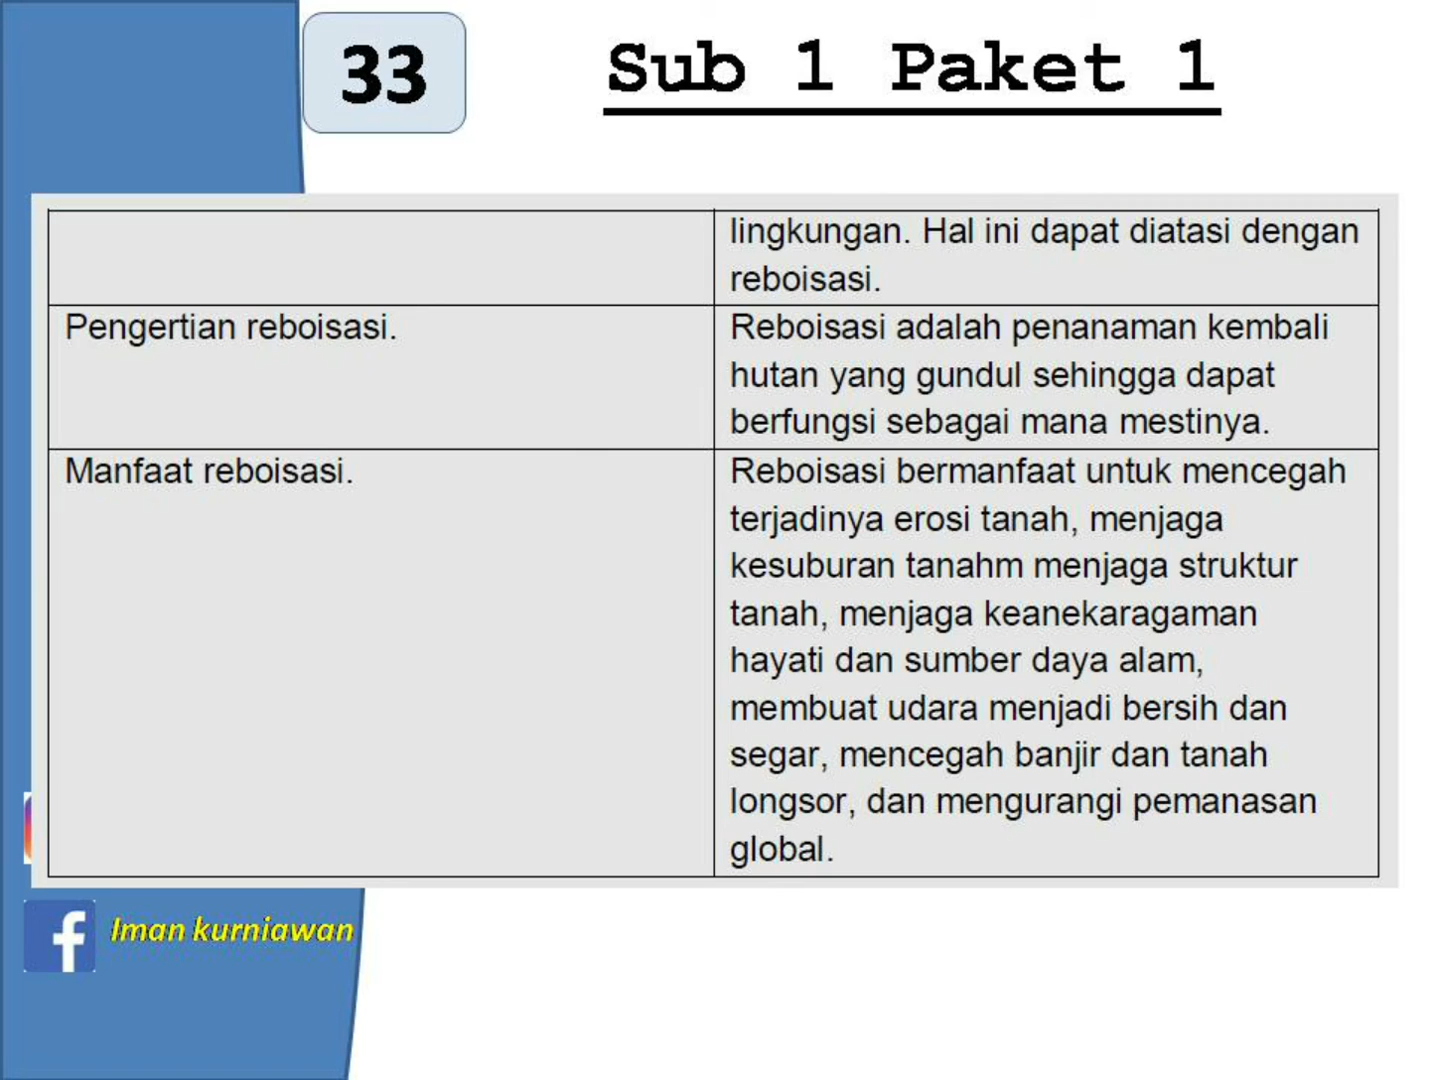 33
Sub 1 Paket 1
lingkungan. Hal ini dapat diatasi dengan
reboisasi.
Pengertian reboisasi.
Reboisasi adalah penanaman kembali
hutan yang gundul sehingga dapat
berfungsi sebagai mana mestinya.
Manfaat reboisasi.
Reboisasi bermanfaat untuk mencegah
terjadinya erosi tanah, menjaga
kesuburan tanahm menjaga struktur
tanah, menjaga keanekaragaman
hayati dan sumber daya alam,
membuat udara menjadi bersih dan
segar, mencegah banjir dan tanah
longsor, dan mengurangi pemanasan
global.
Iman kurniawan